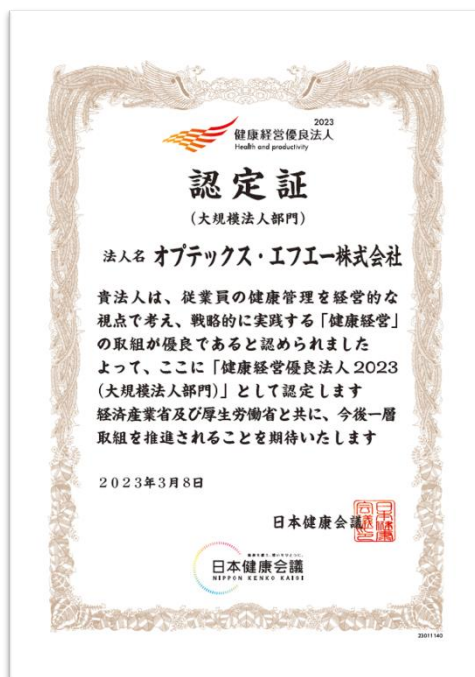 2023
健康経営優良法人
Health and productivity
認定証
(大規模法人部門)
法人名 オプテックス・エフエー株式会社
貴法人は、従業員の健康管理を経営的な
視点で考え、戦略的に実践する「健康経営」
の取組が優良であると認められました
よって、ここに「健康経営優良法人2023
(大規模法人部門)」として認定します
経済産業省及び厚生労働省と共に、今後一層
取組を推進されることを期待いたします
2023年3月8日
日本健康会議
日本健康会議
NIPPON KENKO KAIGI
23011140